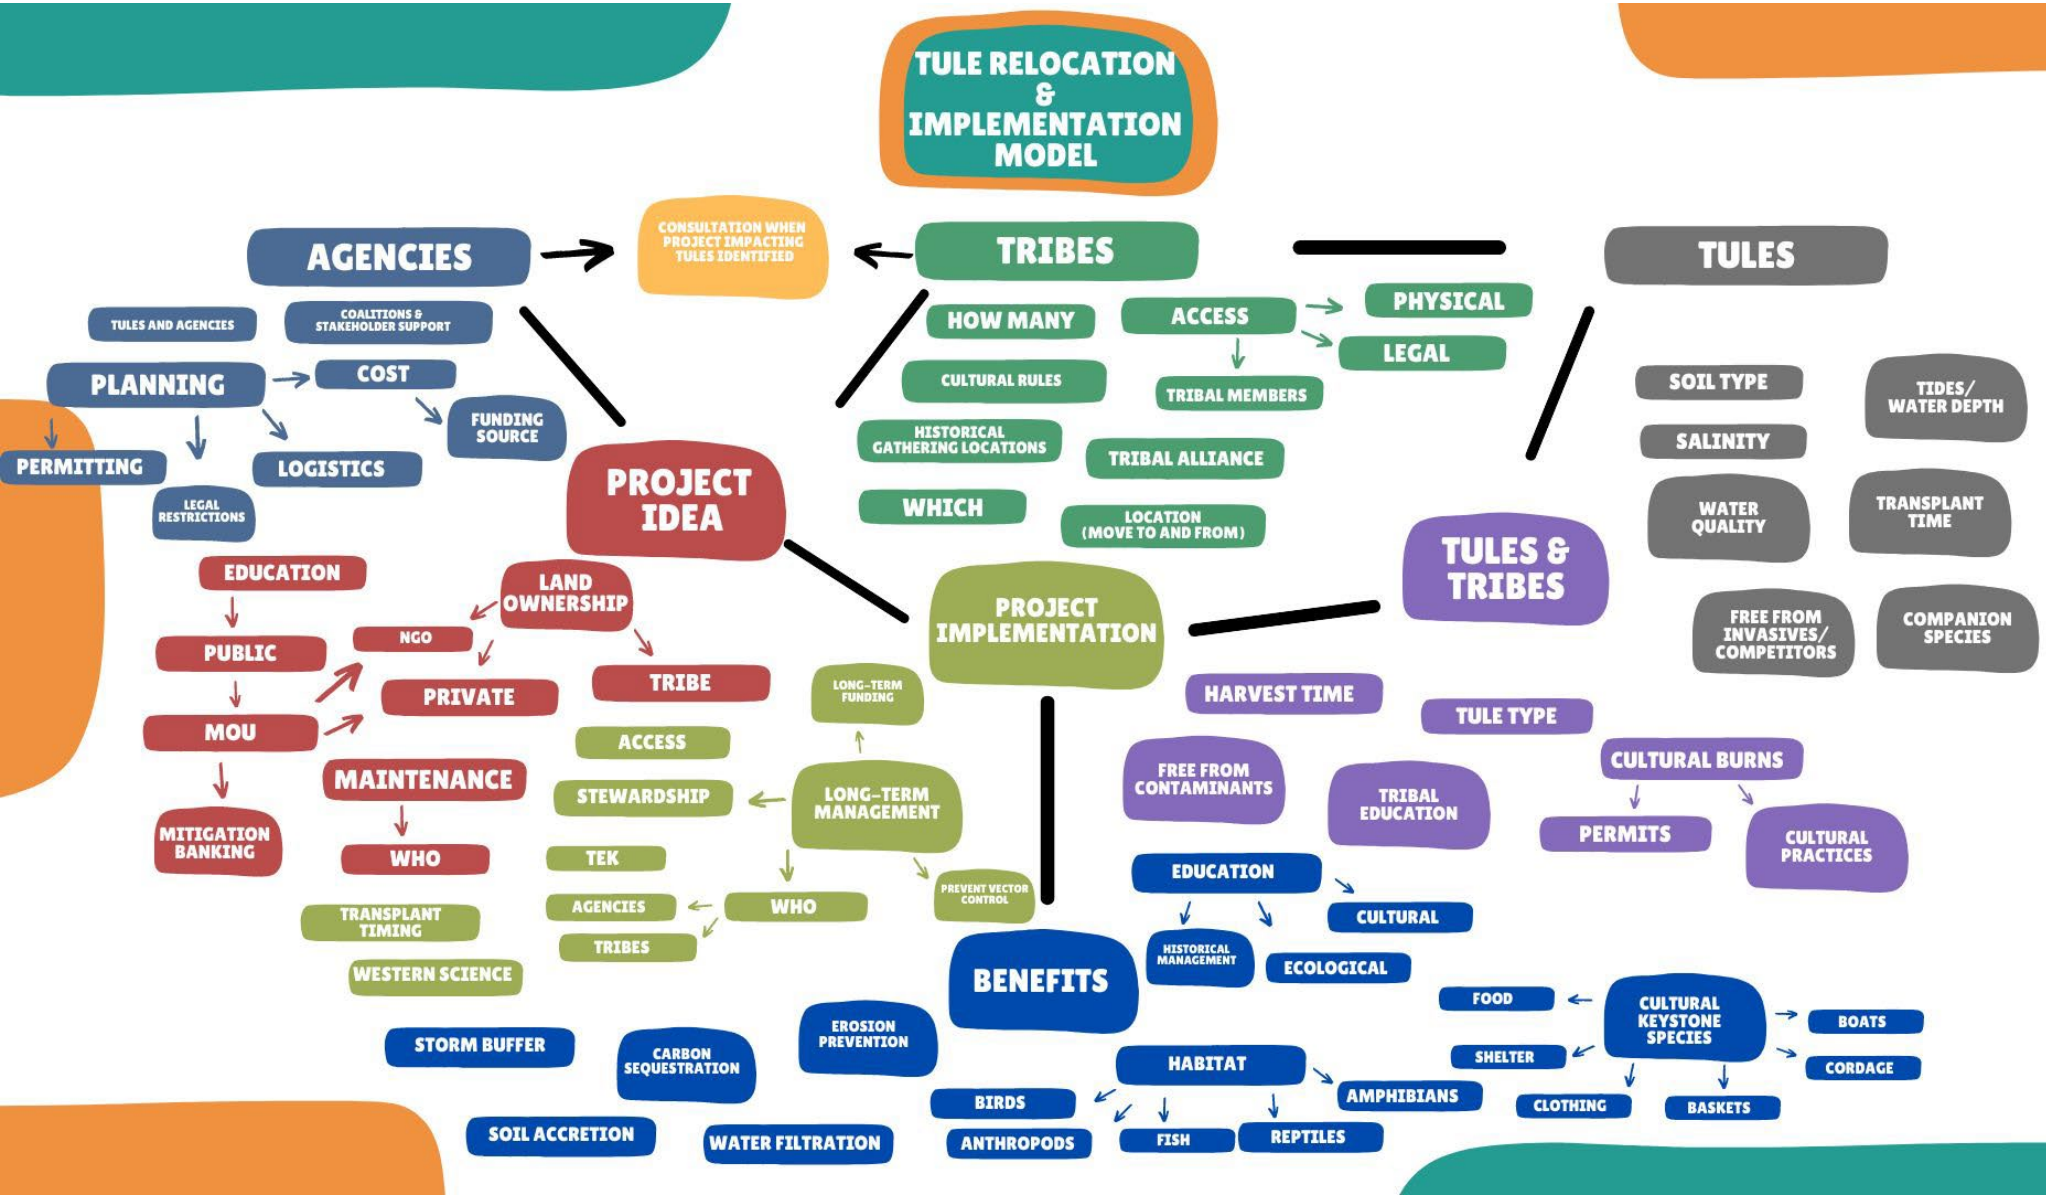 TULE RELOCATION
&
IMPLEMENTATION
MODEL
AGENCIES
CONSULTATION WHEN
PROJECT IMPACTING
TULES IDENTIFIED
TRIBES
TULES
TULES AND AGENCIES
COALITIONS &
STAKEHOLDER SUPPORT
PLANNING
COST
FUNDING
SOURCE
PERMITTING
LOGISTICS
LEGAL
RESTRICTIONS
HOW MANY
ACCESS
PHYSICAL
LEGAL
CULTURAL RULES
TRIBAL MEMBERS
HISTORICAL
GATHERING LOCATIONS
TRIBAL ALLIANCE
WHICH
LOCATION
(MOVE TO AND FROM)
SOIL TYPE
TIDES/
WATER DEPTH
SALINITY
WATER
QUALITY
TRANSPLANT
TIME
FREE FROM
INVASIVES/
COMPETITORS
COMPANION
SPECIES
PROJECT
IDEA
EDUCATION
LAND
OWNERSHIP
NGO
PUBLIC
PRIVATE
TRIBE
MOU
MAINTENANCE
MITIGATION
BANKING
WHO
PROJECT
IMPLEMENTATION
LONG-TERM
FUNDING
ACCESS
STEWARDSHIP
LONG-TERM
MANAGEMENT
TEK
AGENCIES
WHO
PREVENT VECTOR
CONTROL
TRIBES
TRANSPLANT
TIMING
WESTERN SCIENCE
TULES &
TRIBES
HARVEST TIME
TULE TYPE
FREE FROM
CONTAMINANTS
TRIBAL
EDUCATION
CULTURAL BURNS
PERMITS
CULTURAL
PRACTICES
BENEFITS
EDUCATION
CULTURAL
HISTORICAL
MANAGEMENT
ECOLOGICAL
STORM BUFFER
CARBON
SEQUESTRATION
EROSION
PREVENTION
SOIL ACCRETION
WATER FILTRATION
HABITAT
BIRDS
AMPHIBIANS
ANTHROPODS
FISH
REPTILES
FOOD
CULTURAL
KEYSTONE
SPECIES
BOATS
SHELTER
CORDAGE
CLOTHING
BASKETS